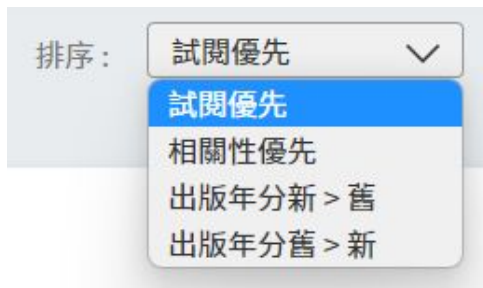 排序： 試閱優先
試閱優先
相關性優先
出版年分新 > 舊
出版年分舊 > 新